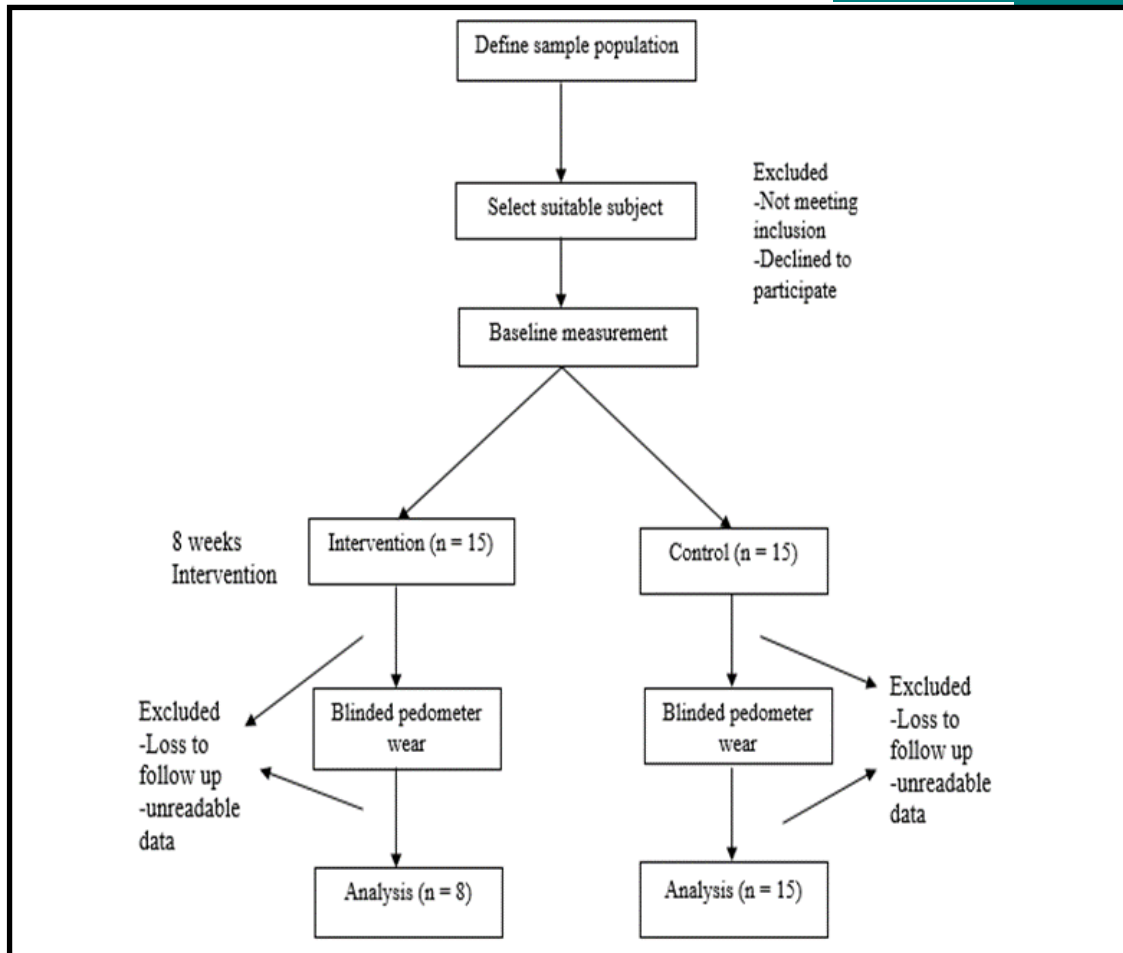 Define sample population
Excluded
-Not meeting
inclusion
-Declined to
participate
Select suitable subject
Baseline measurement
8 weeks
Intervention
Intervention (n = 15)
Control (n = 15)
Excluded
-Loss to
follow up
-unreadable
data
Blinded pedometer
wear
Blinded pedometer
wear
Excluded
-Loss to
follow up
-unreadable
data
Analysis (n = 8)
Analysis (n = 15)